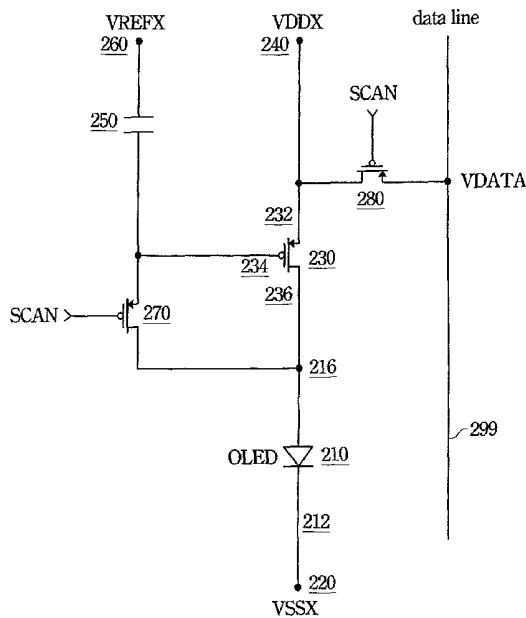 VREFX
260
VDDX
240
data line
250
SCAN
280
VDATA
232
234
230
236
SCAN
270
216
299
OLED
210
212
220
VSSX